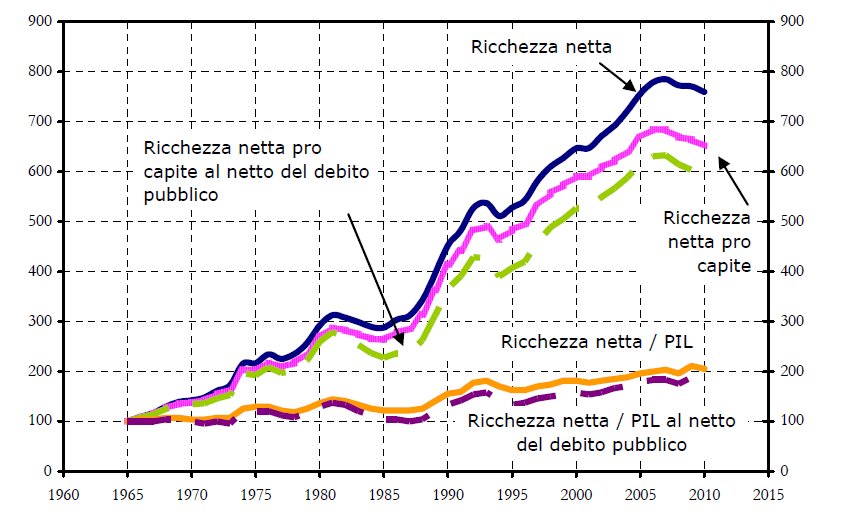 900
900
Ricchezza netta
800
800
700
700
Ricchezza netta pro
capite al netto del debito
pubblico
600
600
Ricchezza
netta pro
capite
500
500
400
400
300
300
Ricchezza netta / PIL
200
200
Ricchezza netta / PIL al netto
del debito pubblico
100
100
0
0
1960 1965 1970 1975 1980 1985 1990 1995 2000 2005 2010 2015